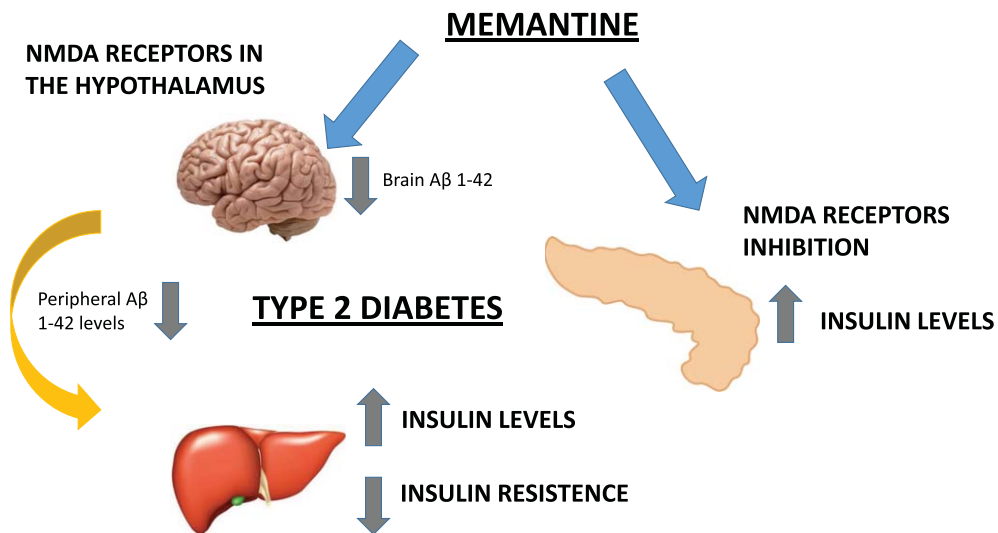 MEMANTINE
NMDA RECEPTORS IN
THE HYPOTHALAMUS
Brain Aβ 1-42
NMDA RECEPTORS
INHIBITION
Peripheral Aβ
1-42 levels
TYPE 2 DIABETES
INSULIN LEVELS
INSULIN LEVELS
INSULIN RESISTENCE